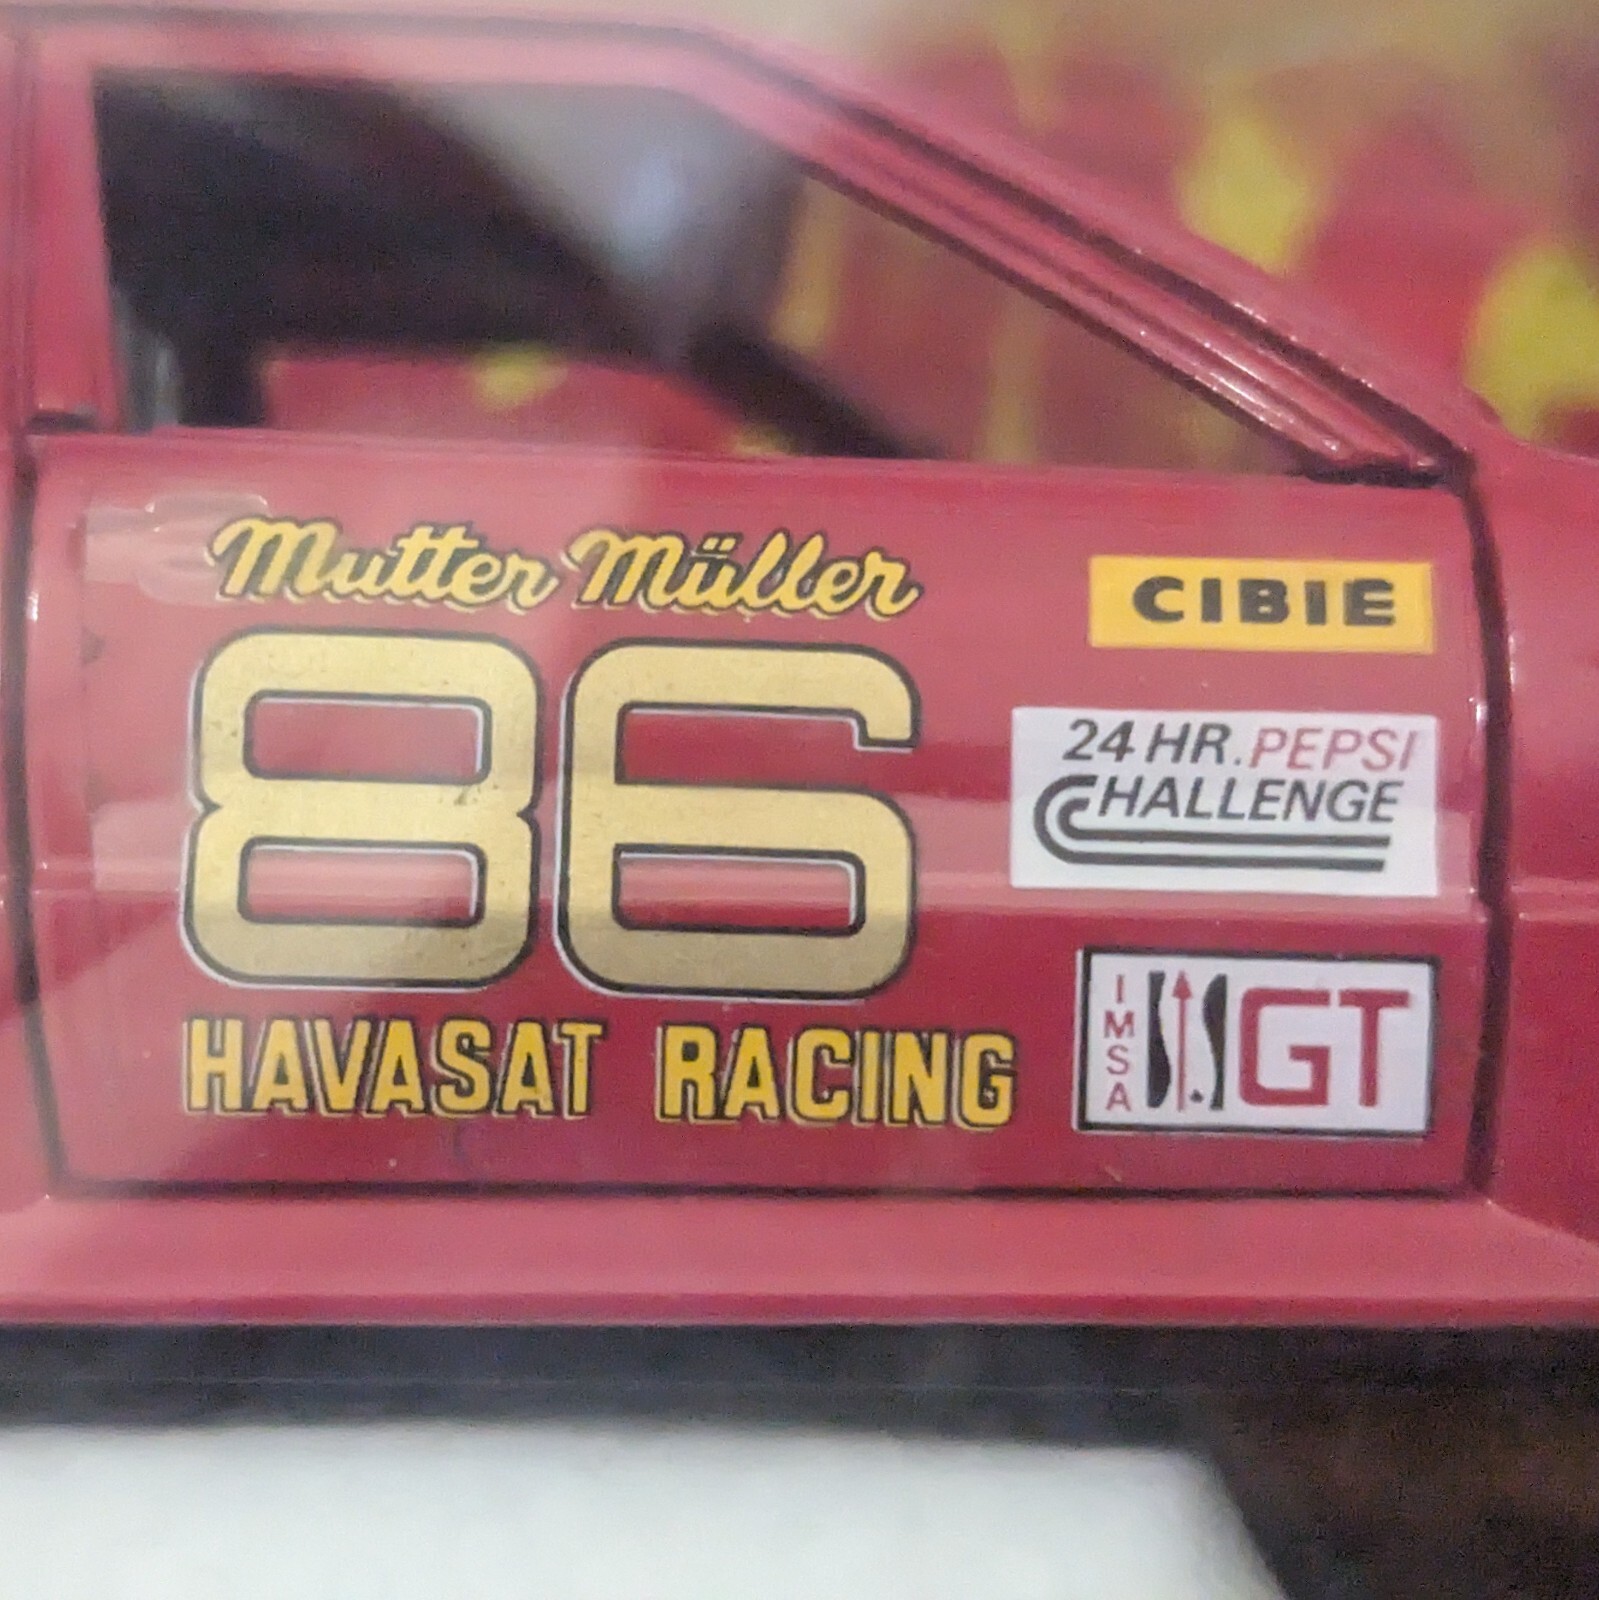 Mutter Müller
86
HAVASAT RACING
CIBIE
24 HR. PEPSI
CHALLENGE
IMSA GT